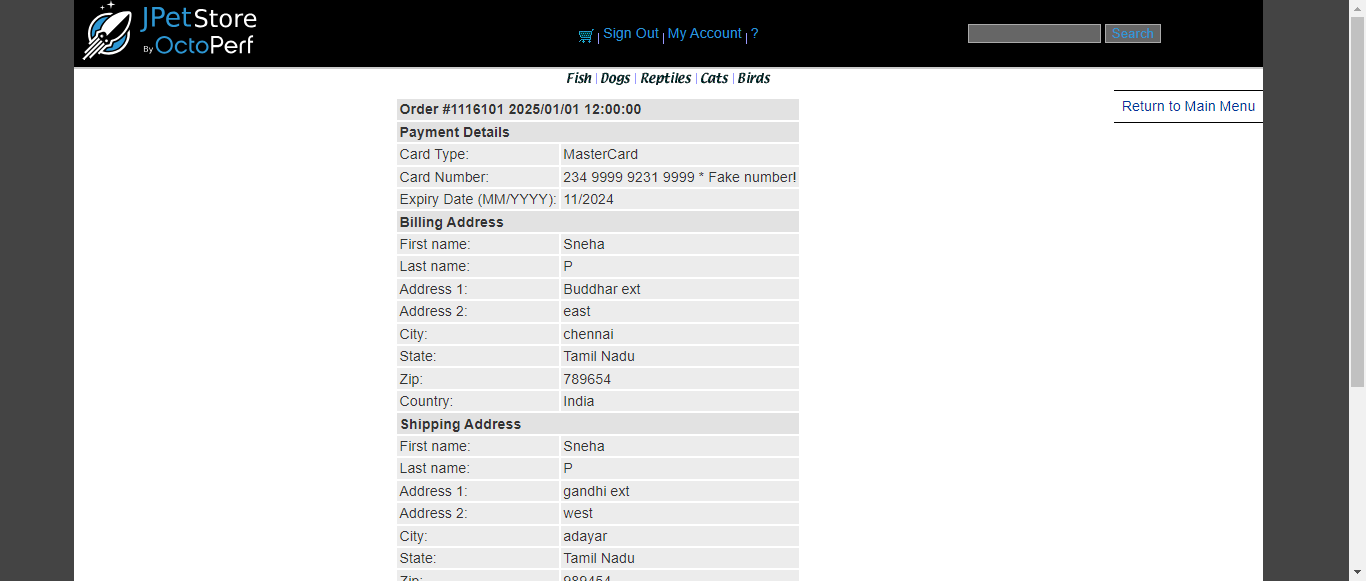 JPetStore
By OctoPerf
Sign Out | My Account | ?
Search
Fish | Dogs | Reptiles | Cats | Birds
Return to Main Menu
Order #1116101 2025/01/01 12:00:00
Payment Details
Card Type: MasterCard
Card Number: 234 9999 9231 9999 * Fake number!
Expiry Date (MM/YYYY): 11/2024
Billing Address
First name: Sneha
Last name: P
Address 1: Buddhar ext
Address 2: east
City: chennai
State: Tamil Nadu
Zip: 789654
Country: India
Shipping Address
First name: Sneha
Last name: P
Address 1: gandhi ext
Address 2: west
City: adayar
State: Tamil Nadu
Zip: 989454